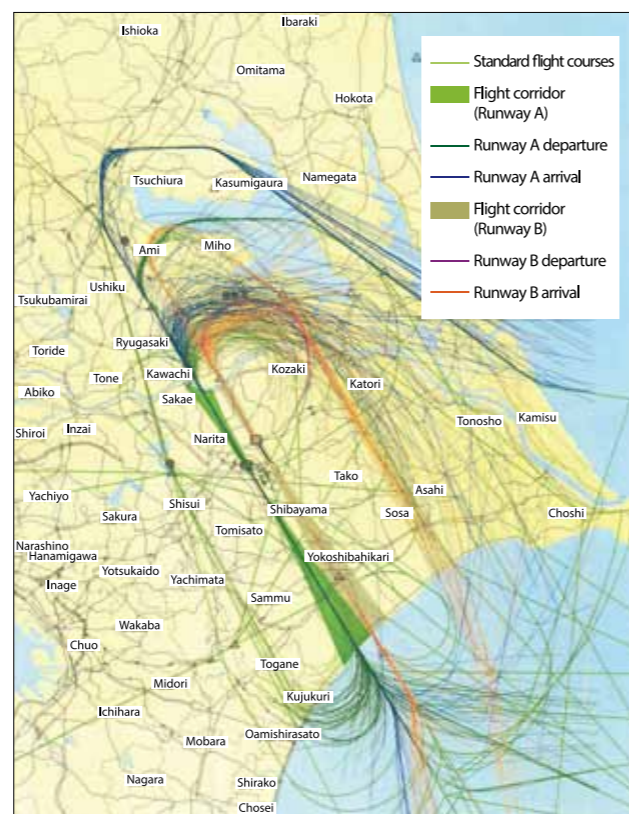 Ibaraki
Ishioka
Omitama
Hokota
Standard flight courses
Flight corridor
(Runway A)
Runway A departure
Runway A arrival
Flight corridor
(Runway B)
Runway B departure
Runway B arrival
Tsuchiura
Kasumigaura
Namegata
Ami
Miho
Ushiku
Tsukubamirai
Ryugasaki
Toride
Kawachi
Kozaki
Tone
Katori
Abiko
Sakae
Tonosho
Kamisu
Shiroi
Inzai
Narita
Tako
Asahi
Yachiyo
Shisui
Shibayama
Sosa
Choshi
Sakura
Tomisato
Narashino
Hanamigawa
Yokoshibahikari
Inage
Yotsukaido
Yachimata
Sammu
Wakaba
Chuo
Togane
Midori
Kujukuri
Ichihara
Oamishirasato
Mobara
Nagara
Shirako
Chosei